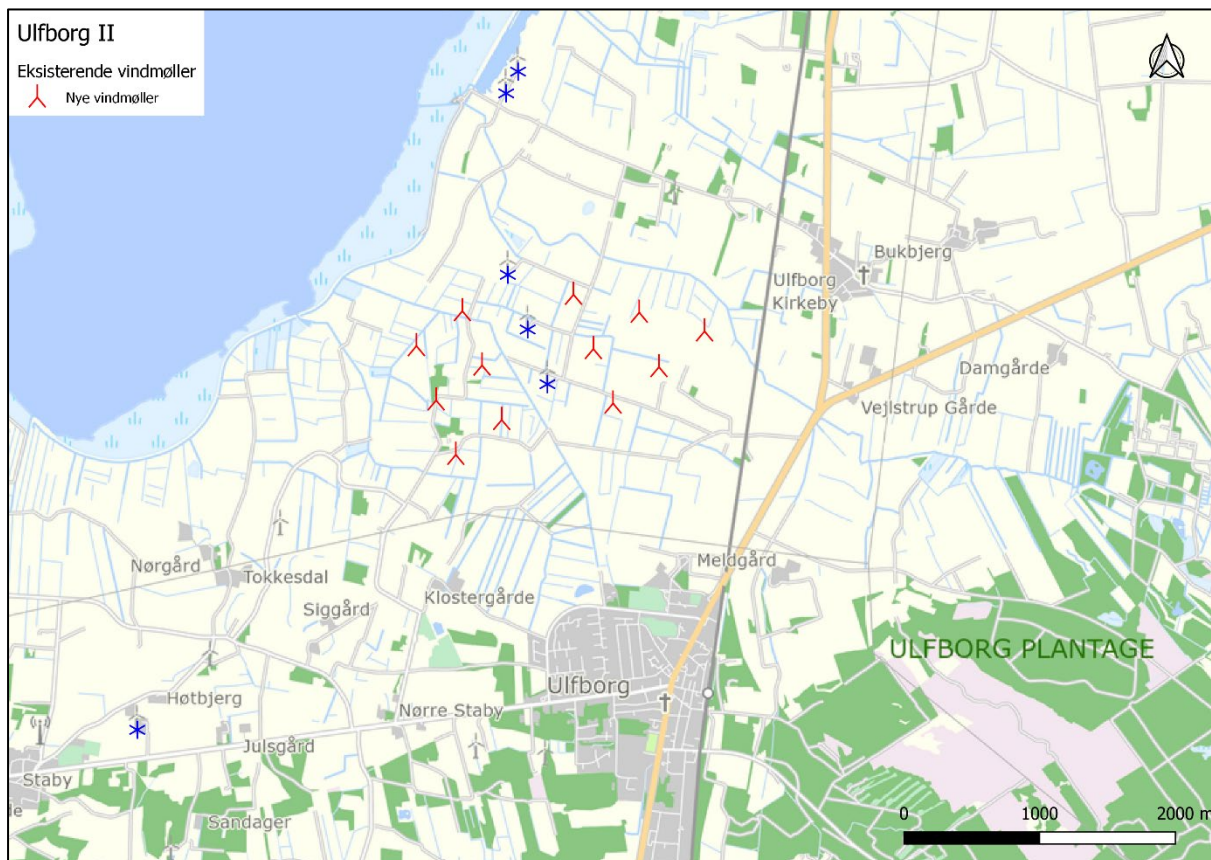 Ulfborg II
Eksisterende vindmøller
Nye vindmøller
Bukbjerg
Ulfborg
Kirkeby
Damgårde
Vejlstrup Gårde
Nørgård
Tokkesdal
Meldgård
Siggård
Klostergårde
ULFBORG PLANTAGE
Ulfborg
Høtbjerg
Nørre Staby
Julsgård
Staby
Sandager
0 1000 2000 m